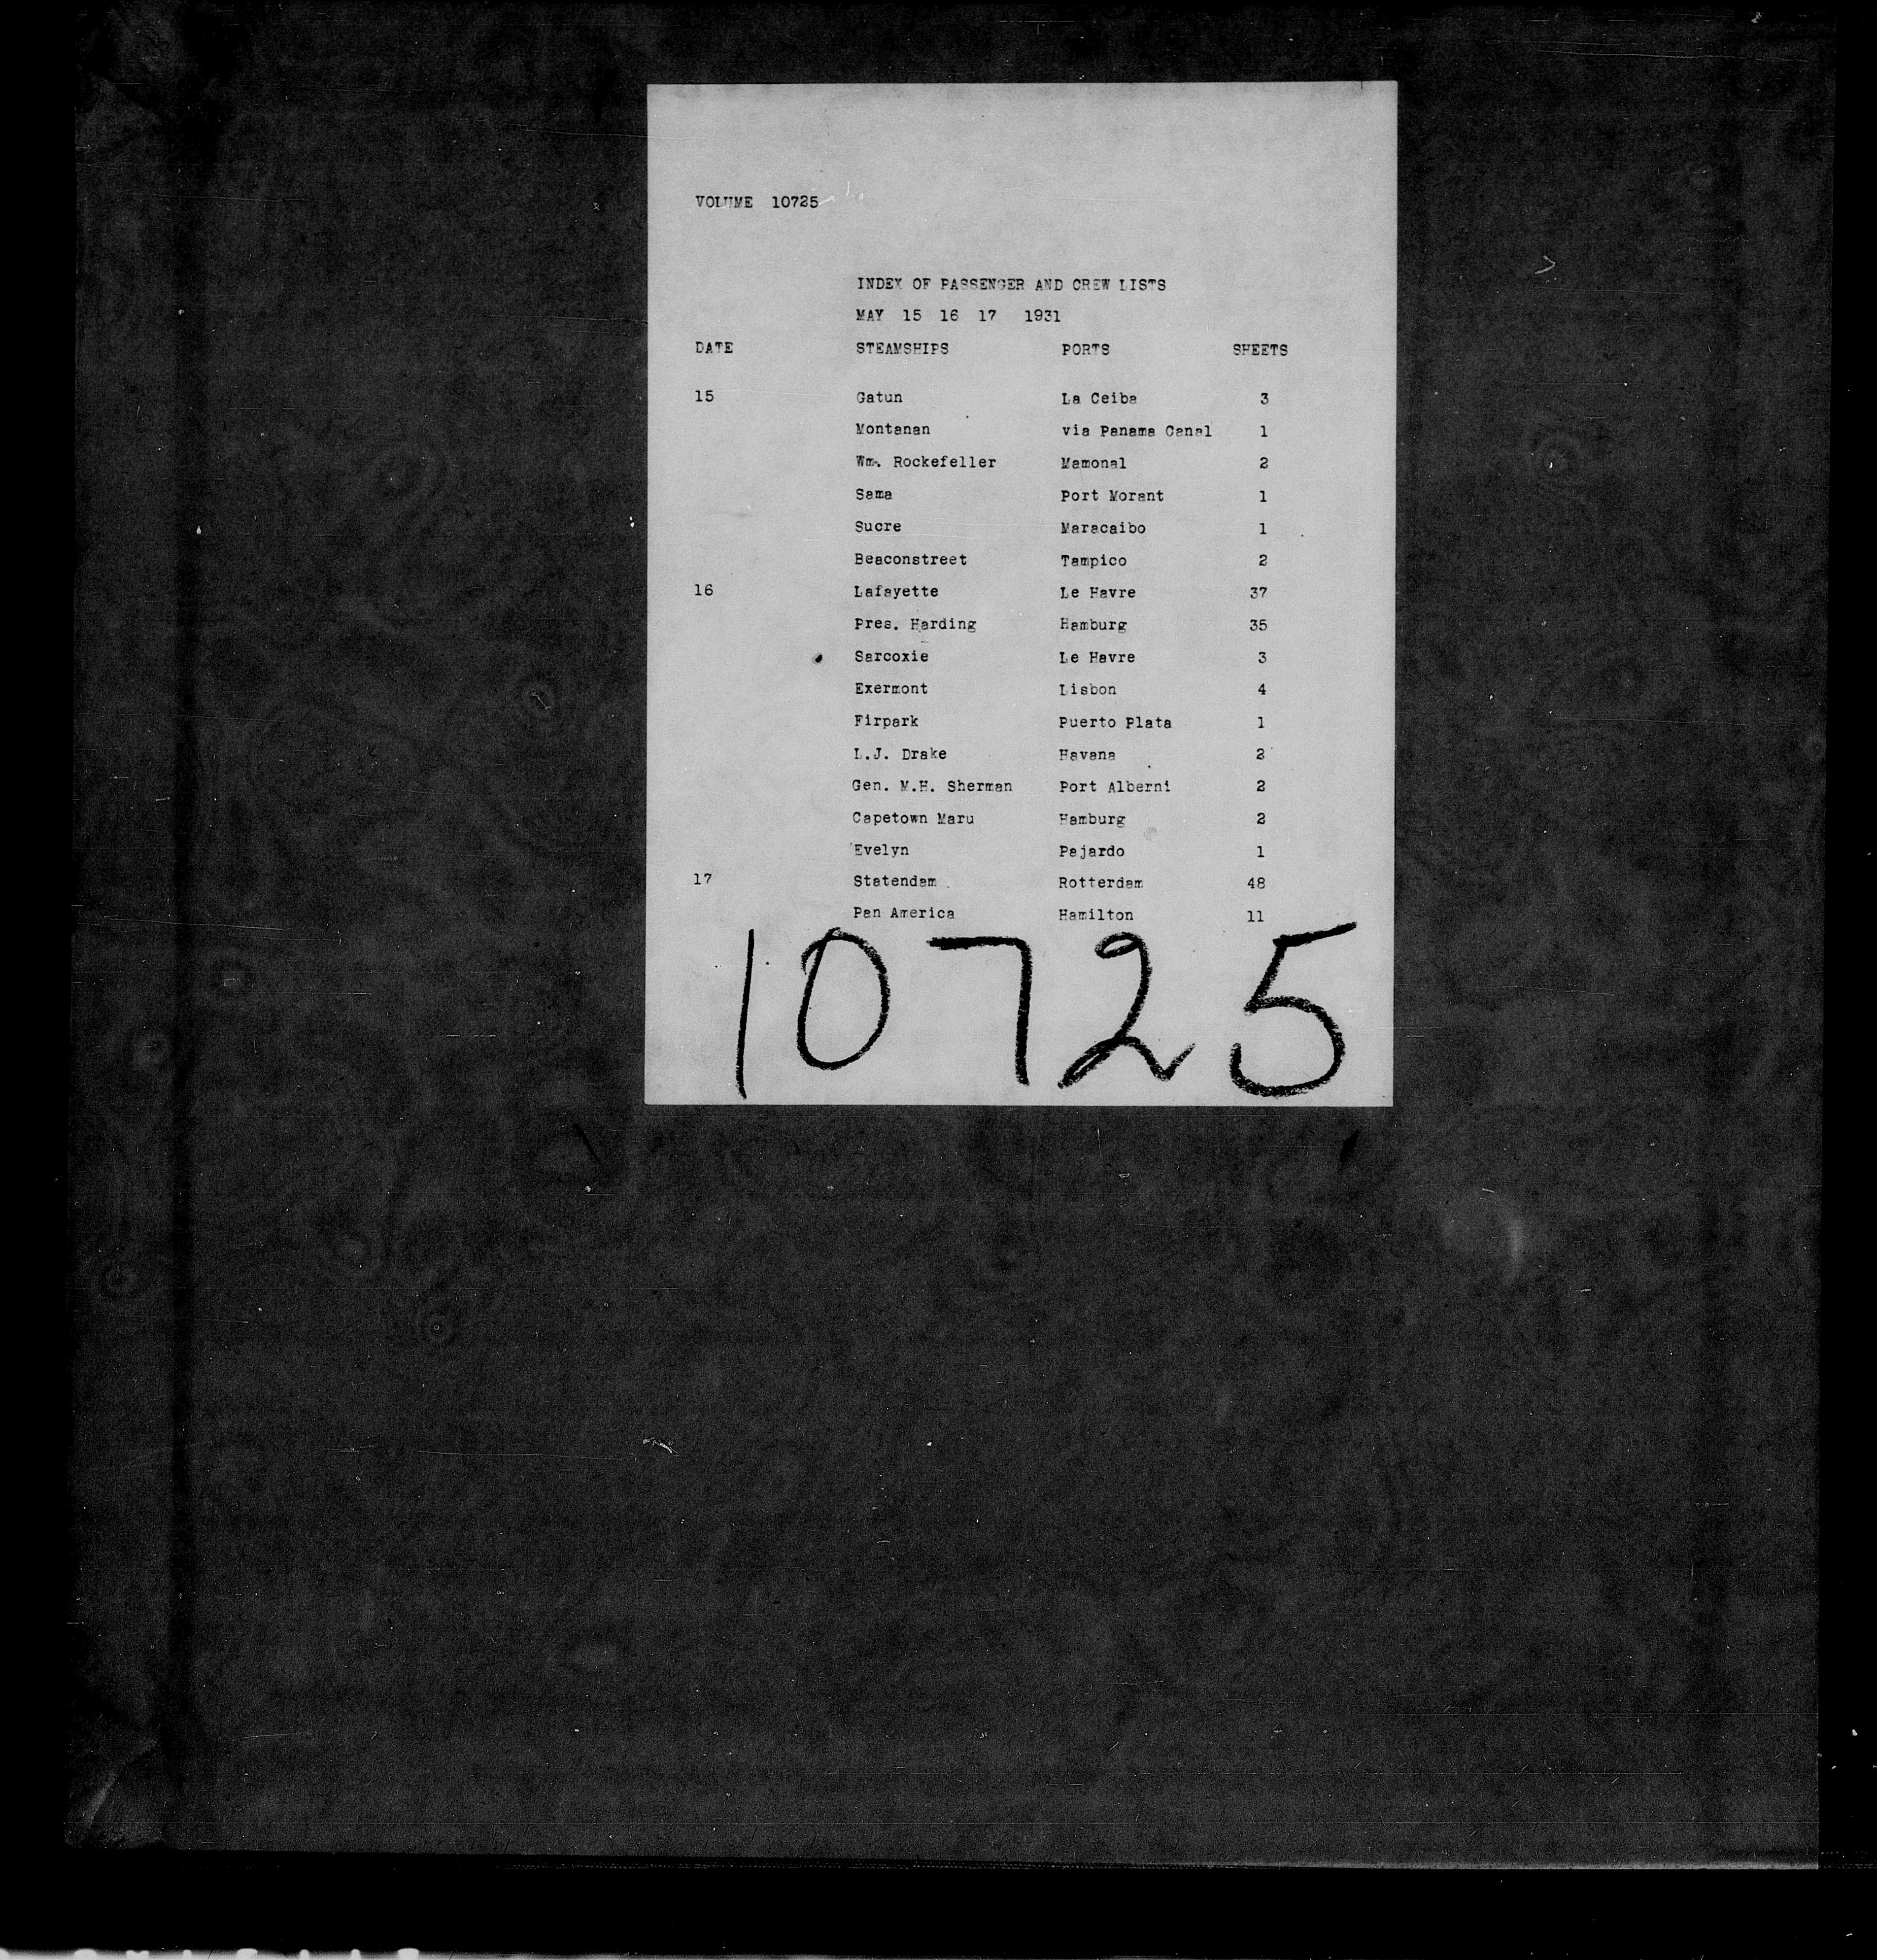 VOLUME 10725
INDEX OF PASSENGER AND CREW LISTS
MAY 15 16 17 1931
DATE STEAMSHIPS PORTS SHEETS
15 Gatun La Ceiba 3
Montanan via Panama Canal 1
Wm. Rockefeller Mamonal 2
Sama Port Morant 1
Sucre Maracaibo 1
Beaconstreet Tampico 2
16 Lafayette Le Havre 37
Pres. Harding Hamburg 35
Sarcoxie Le Havre 3
Exermont Lisbon 4
Firpark Puerto Plata 1
L.J. Drake Havana 2
Gen. M.H. Sherman Port Alberni 2
Capetown Maru Hamburg 2
Evelyn Pajardo 1
17 Statendam Rotterdam 48
Pan America Hamilton 11
10725